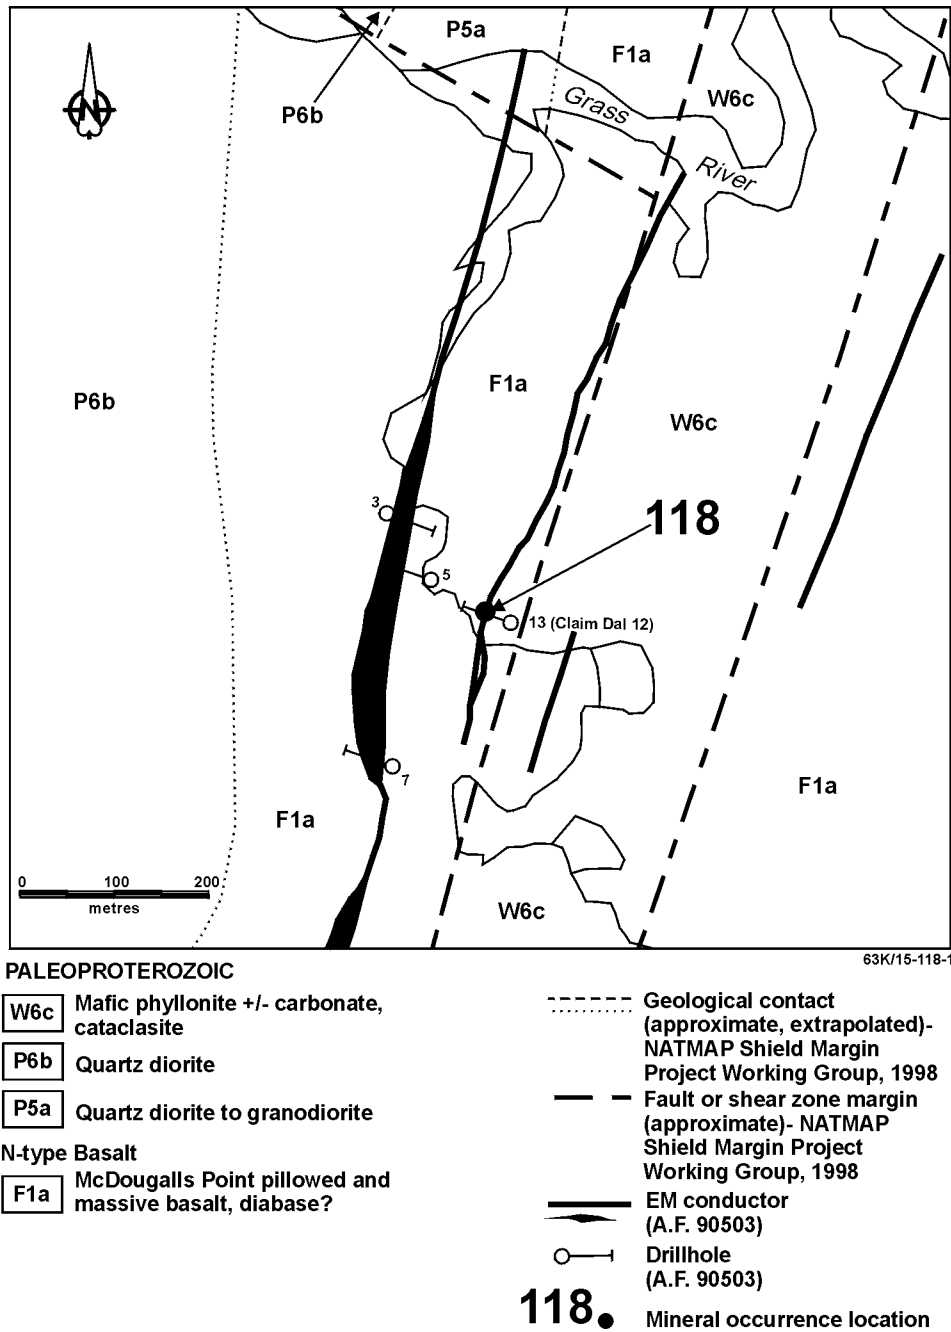 P5a
F1a
P6b
W6c
Grass
River
N
P6b
F1a
W6c
3
118
5
13 (Claim Dal 12)
7
F1a
F1a
0 100 200
metres
W6c
63K/15-118-1
PALEOPROTEROZOIC
W6c Mafic phyllonite +/- carbonate,
cataclasite
P6b Quartz diorite
P5a Quartz diorite to granodiorite
N-type Basalt
F1a McDougalls Point pillowed and
massive basalt, diabase?
Geological contact
(approximate, extrapolated)-
NATMAP Shield Margin
Project Working Group, 1998
Fault or shear zone margin
(approximate)- NATMAP
Shield Margin Project
Working Group, 1998
EM conductor
(A.F. 90503)
Drillhole
(A.F. 90503)
118 Mineral occurrence location